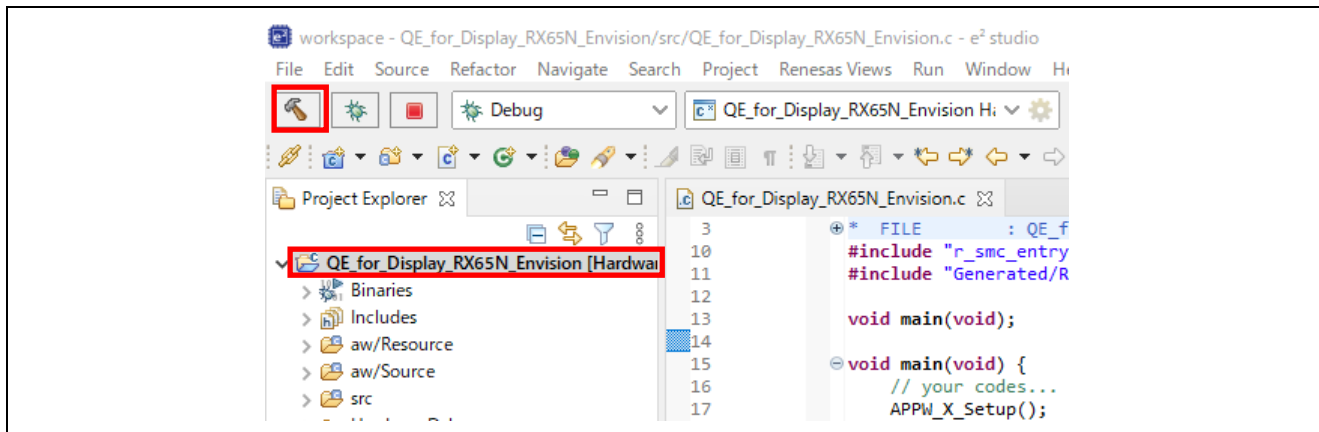 workspace - QE_for_Display_RX65N_Envision/src/QE_for_Display_RX65N_Envision.c - e² studio
File Edit Source Refactor Navigate Search Project Renesas Views Run Window
Debug QE_for_Display_RX65N_Envision
Project Explorer QE_for_Display_RX65N_Envision.c
3 * FILE : QE_f
QE_for_Display_RX65N_Envision [Hardwar 10 #include "r_smc_entry
11 #include "Generated/R
Binaries 12
Includes 13 void main(void);
aw/Resource 14
aw/Source 15 void main(void) {
src 16 // your codes...
17 APPW_X_Setup();